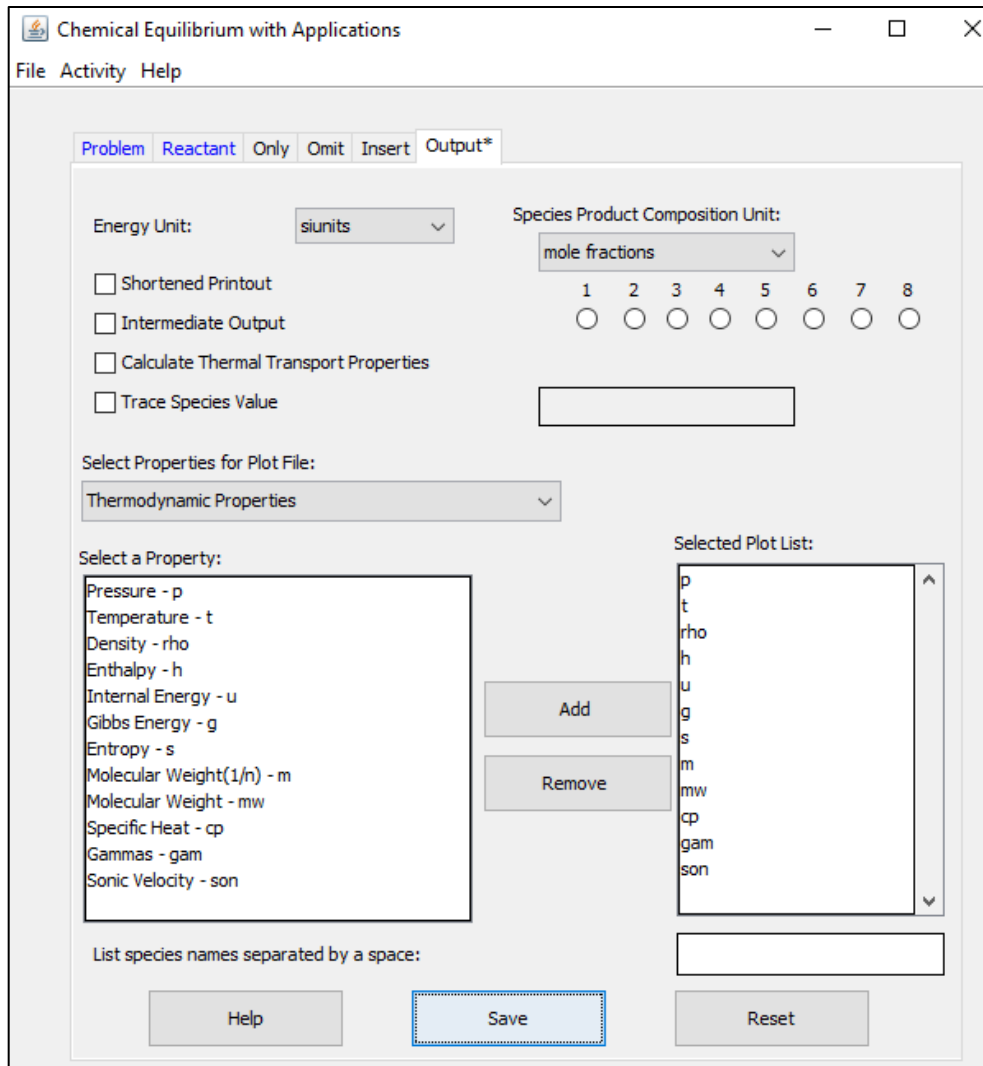 Chemical Equilibrium with Applications
File Activity Help
Problem Reactant Only Omit Insert Output*
Energy Unit: siunits
Species Product Composition Unit:
mole fractions
1 2 3 4 5 6 7 8
Shortened Printout
Intermediate Output
Calculate Thermal Transport Properties
Trace Species Value
Select Properties for Plot File:
Thermodynamic Properties
Select a Property:
Pressure - p
Temperature - t
Density - rho
Enthalpy - h
Internal Energy - u
Gibbs Energy - g
Entropy - s
Molecular Weight(1/n) - m
Molecular Weight - mw
Specific Heat - cp
Gammas - gam
Sonic Velocity - son
Add
Remove
Selected Plot List:
p
t
rho
h
u
g
s
m
mw
cp
gam
son
List species names separated by a space:
Help Save Reset